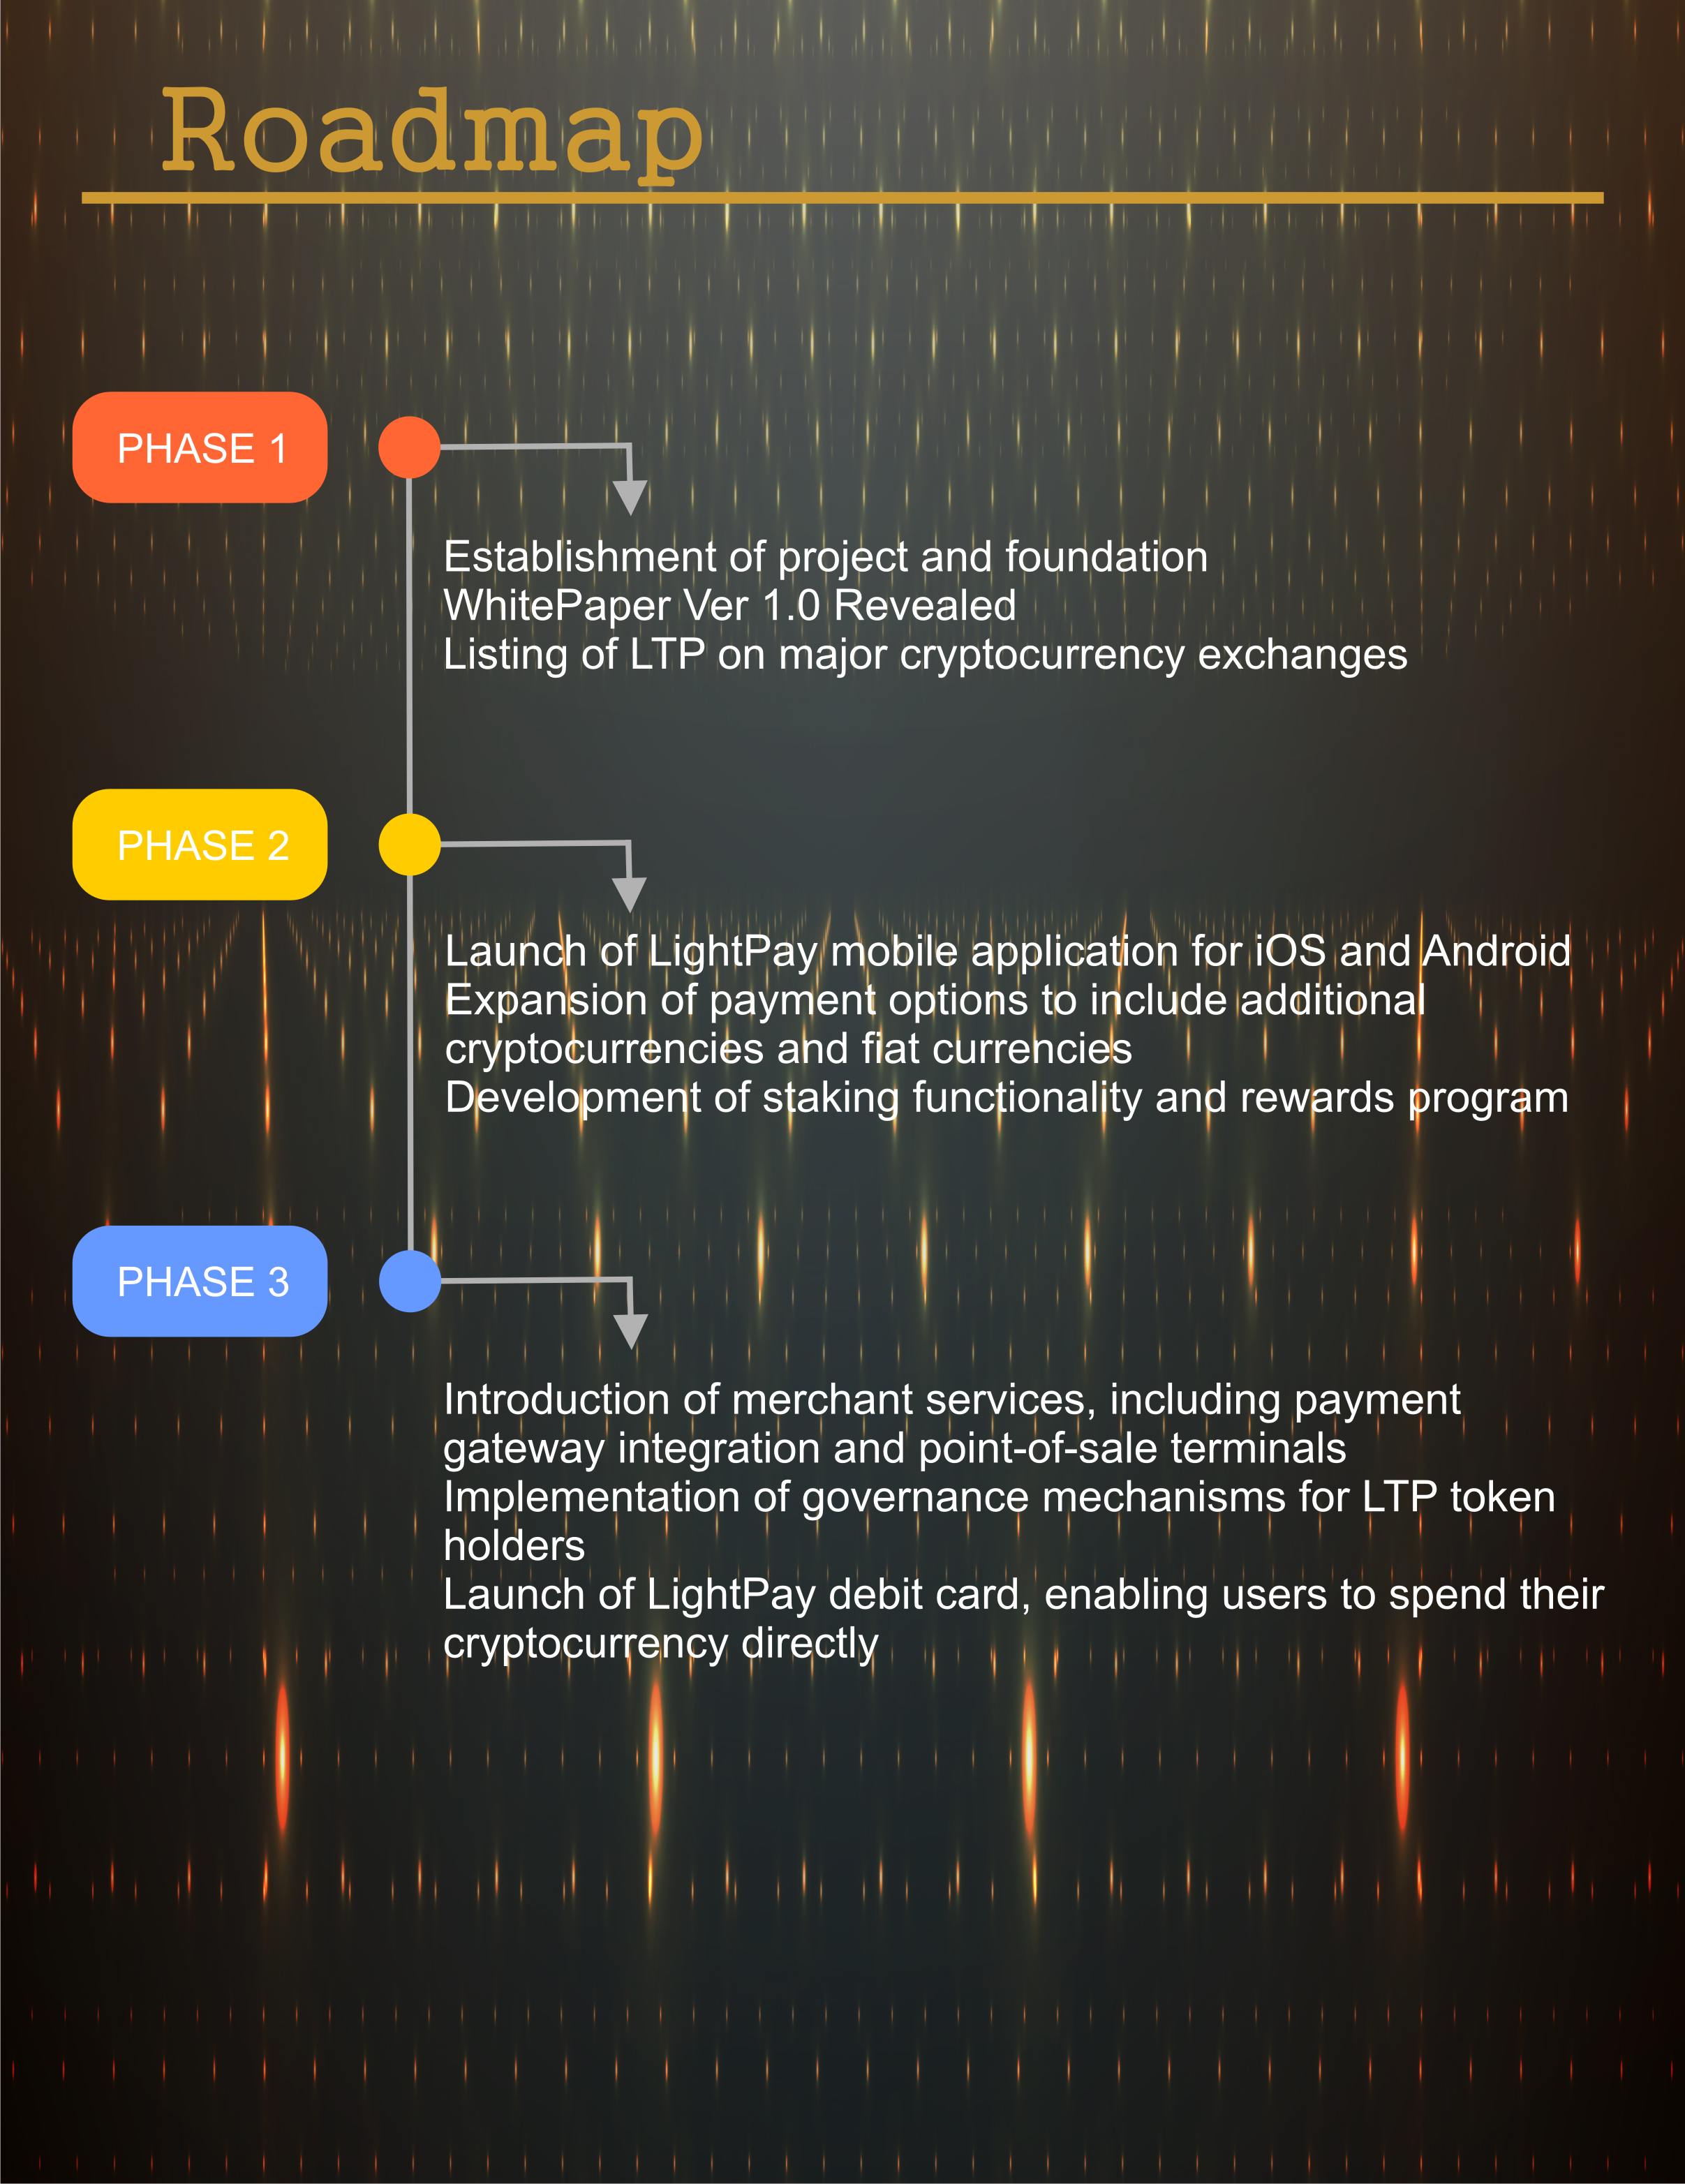 Roadmap
PHASE 1
Establishment of project and foundation
WhitePaper Ver 1.0 Revealed
Listing of LTP on major cryptocurrency exchanges
PHASE 2
Launch of LightPay mobile application for iOS and Android
Expansion of payment options to include additional
cryptocurrencies and fiat currencies
Development of staking functionality and rewards program
PHASE 3
Introduction of merchant services, including payment
gateway integration and point-of-sale terminals
Implementation of governance mechanisms for LTP token
holders
Launch of LightPay debit card, enabling users to spend their
cryptocurrency directly